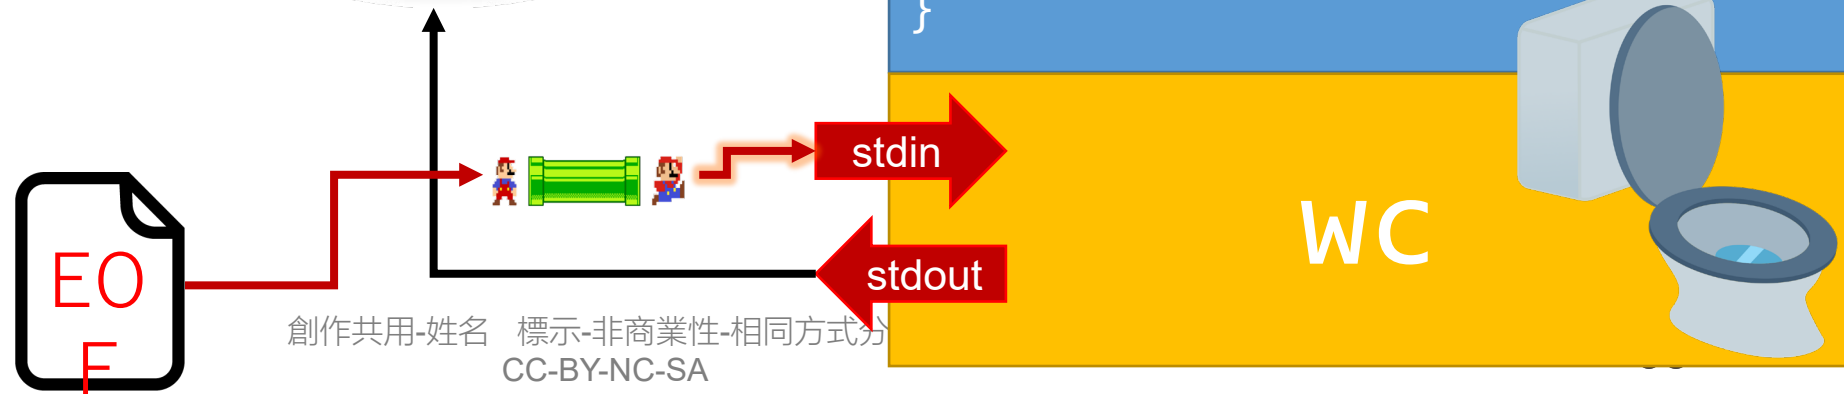 }
stdin
WC
stdout
EO
F
創作共用-姓名 標示-非商業性-相同方式分
CC-BY-NC-SA